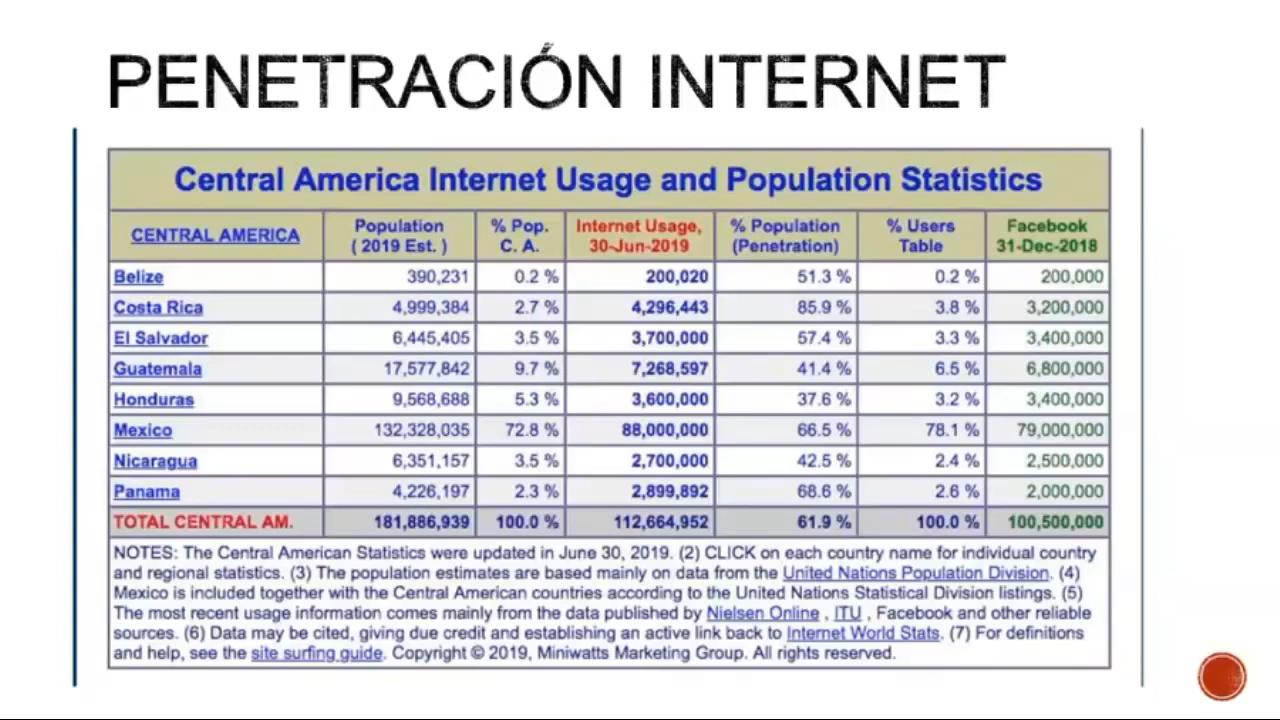 PENETRACIÓN INTERNET
Central America Internet Usage and Population Statistics
CENTRAL AMERICA Population ( 2019 Est. ) % Pop. C. A. Internet Usage, 30-Jun-2019 % Population (Penetration) % Users Table Facebook 31-Dec-2018
Belize 390,231 0.2 % 200,020 51.3 % 0.2 % 200,000
Costa Rica 4,999,384 2.7 % 4,296,443 85.9 % 3.8 % 3,200,000
El Salvador 6,445,405 3.5 % 3,700,000 57.4 % 3.3 % 3,400,000
Guatemala 17,577,842 9.7 % 7,268,597 41.4 % 6.5 % 6,800,000
Honduras 9,568,688 5.3 % 3,600,000 37.6 % 3.2 % 3,400,000
Mexico 132,328,035 72.8 % 88,000,000 66.5 % 78.1 % 79,000,000
Nicaragua 6,351,157 3.5 % 2,700,000 42.5 % 2.4 % 2,500,000
Panama 4,226,197 2.3 % 2,899,892 68.6 % 2.6 % 2,000,000
TOTAL CENTRAL AM. 181,886,939 100.0 % 112,664,952 61.9 % 100.0 % 100,500,000
NOTES: The Central American Statistics were updated in June 30, 2019. (2) CLICK on each country name for individual country
and regional statistics. (3) The population estimates are based mainly on data from the United Nations Population Division. (4)
Mexico is included together with the Central American countries according to the United Nations Statistical Division listings. (5)
The most recent usage information comes mainly from the data published by Nielsen Online , ITU , Facebook and other reliable
sources. (6) Data may be cited, giving due credit and establishing an active link back to Internet World Stats. (7) For definitions
and help, see the site surfing guide. Copyright © 2019, Miniwatts Marketing Group. All rights reserved.